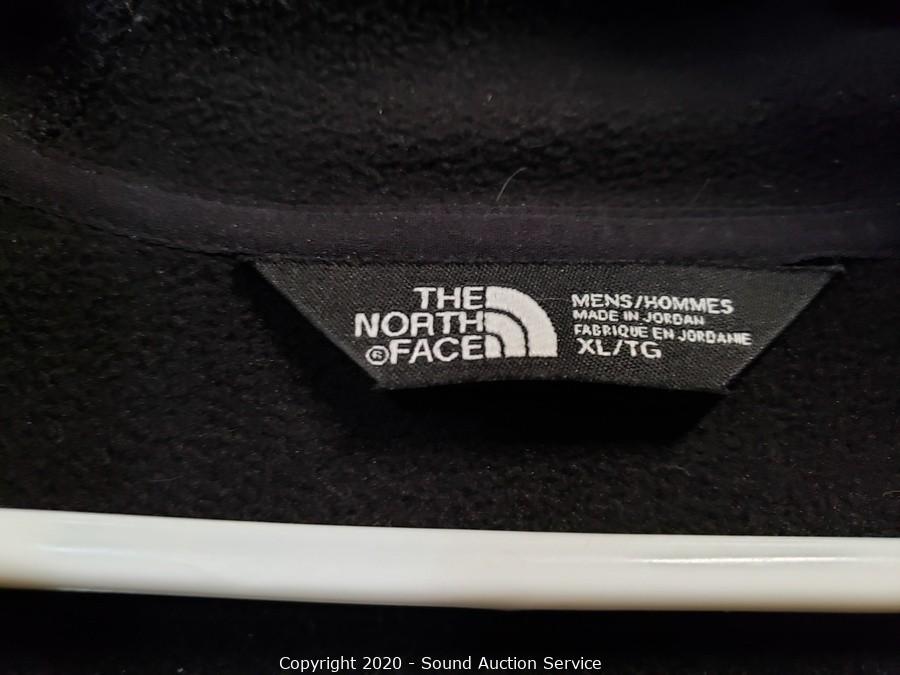 THE
NORTH
®FACE
MENS/HOMMES
MADE IN JORDAN
FABRIQUE EN JORDANIE
XL/TG
Copyright 2020 - Sound Auction Service